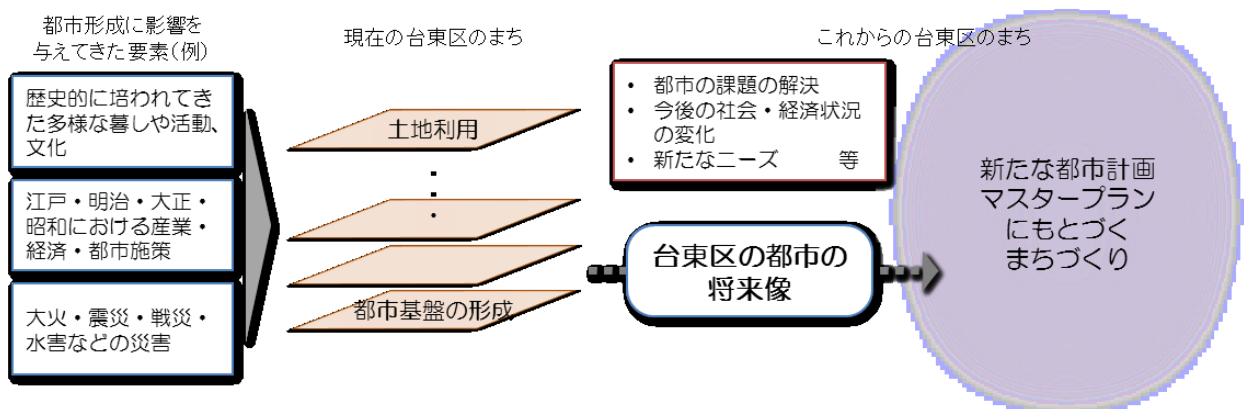 都市形成に影響を
与えてきた要素(例)
現在の台東区のまち
これからの台東区のまち
歴史的に培われてき
た多様な暮しや活動、
文化
江戸・明治・大正・
昭和における産業・
経済・都市施策
大火・震災・戦災・
水害などの災害
土地利用
都市基盤の形成
• 都市の課題の解決
• 今後の社会・経済状況
の変化
• 新たなニーズ 等
台東区の都市の
将来像
新たな都市計画
マスタープラン
にもとづく
まちづくり